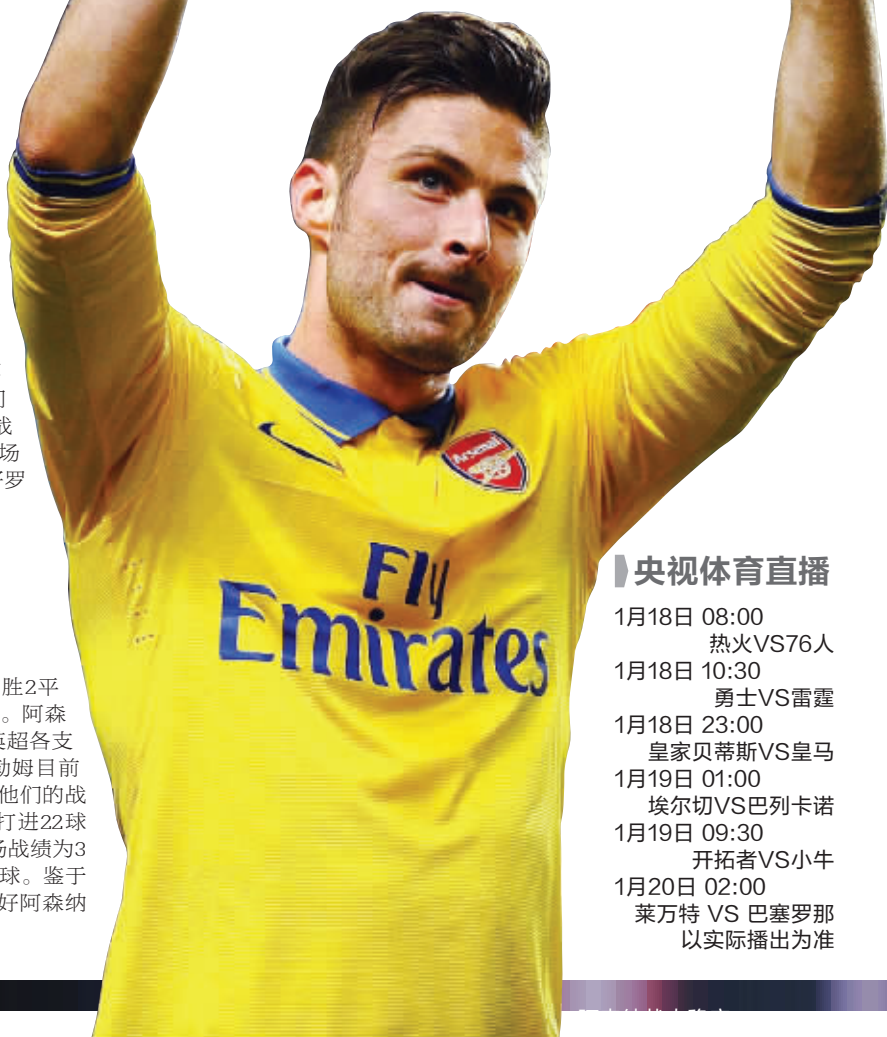 场
罗
胜2平
。阿森
英超各支
勒姆目前
他们的战
打进22球
场战绩为3
球。鉴于
好阿森纳
Arsenal
Fly
Emirates
央视体育直播
1月18日 08:00
热火VS76人
1月18日 10:30
勇士VS雷霆
1月18日 23:00
皇家贝蒂斯VS皇马
1月19日 01:00
埃尔切VS巴列卡诺
1月19日 09:30
开拓者VS小牛
1月20日 02:00
莱万特 VS 巴塞罗那
以实际播出为准